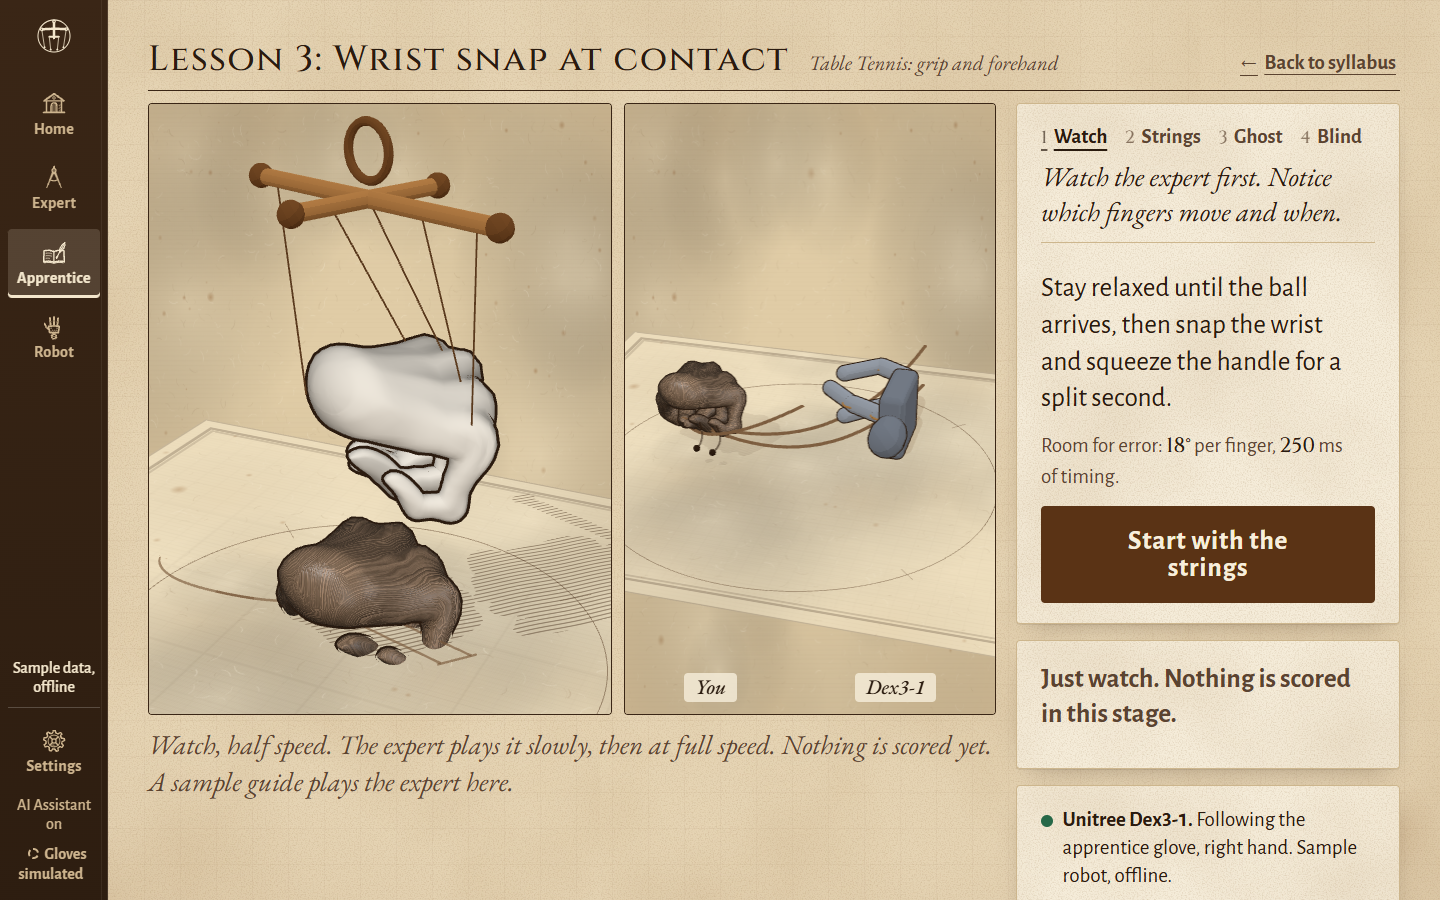 Home
Expert
Apprentice
Robot
Sample data,
offline
Settings
AI Assistant
on
Gloves
simulated
Lesson 3: Wrist snap at contact
Table Tennis: grip and forehand
← Back to syllabus
You
Dex3-1
Watch, half speed. The expert plays it slowly, then at full speed. Nothing is scored yet.
A sample guide plays the expert here.
1 Watch 2 Strings 3 Ghost 4 Blind
Watch the expert first. Notice
which fingers move and when.
Stay relaxed until the ball
arrives, then snap the wrist
and squeeze the handle for a
split second.
Room for error: 18° per finger, 250 ms
of timing.
Start with the
strings
Just watch. Nothing is scored
in this stage.
Unitree Dex3-1. Following the
apprentice glove, right hand. Sample
robot, offline.